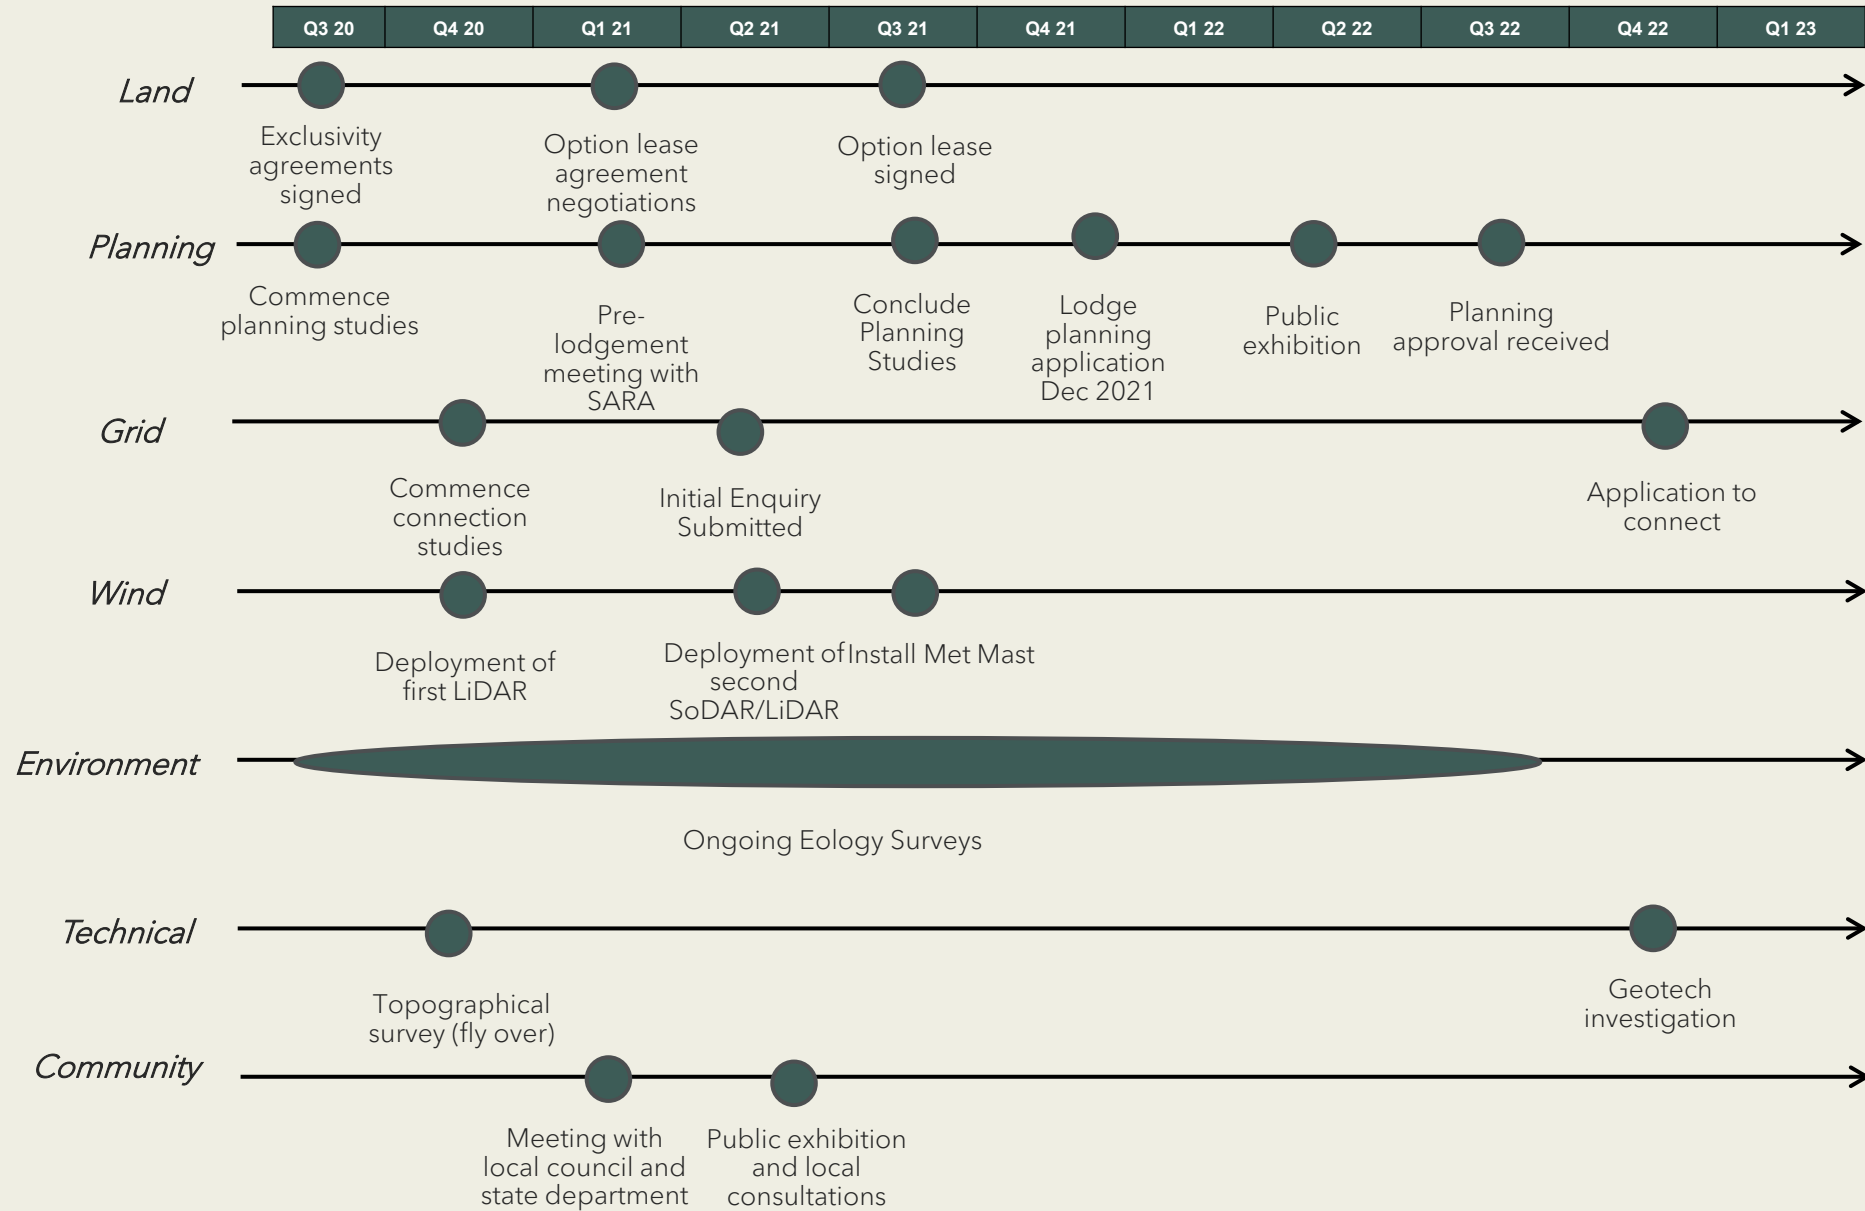 Q3 20 Q4 20 Q1 21 Q2 21 Q3 21 Q4 21 Q1 22 Q2 22 Q3 22 Q4 22 Q1 23
Land
Exclusivity
agreements
signed
Option lease
agreement
negotiations
Option lease
signed
Planning
Commence
planning studies
Pre-
lodgement
meeting with
SARA
Conclude
Planning
Studies
Lodge
planning
application
Dec 2021
Public
exhibition
Planning
approval received
Grid
Commence
connection
studies
Initial Enquiry
Submitted
Application to
connect
Wind
Deployment of
first LiDAR
Deployment of
second
SoDAR/LiDAR
Install Met Mast
Environment
Ongoing Eology Surveys
Technical
Topographical
survey (fly over)
Geotech
investigation
Community
Meeting with
local council and
state department
Public exhibition
and local
consultations